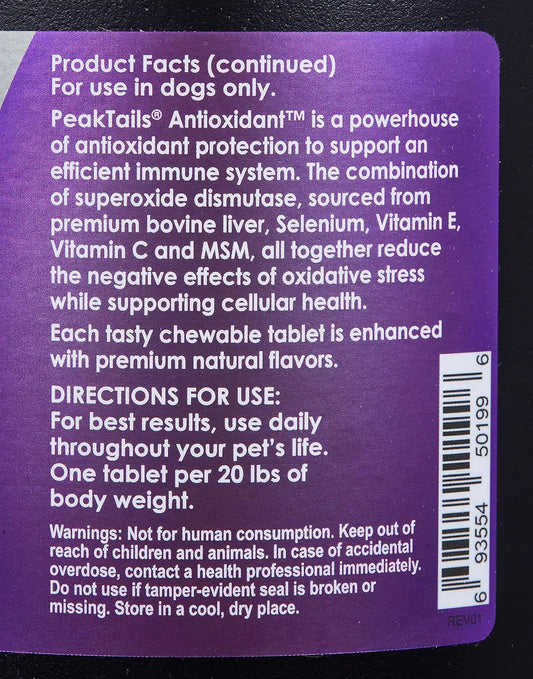 Product Facts (continued)
For use in dogs only.
PeakTails® Antioxidant™ is a powerhouse
of antioxidant protection to support an
efficient immune system. The combination
of superoxide dismutase, sourced from
premium bovine liver, Selenium, Vitamin E,
Vitamin C and MSM, all together reduce
the negative effects of oxidative stress
while supporting cellular health.
Each tasty chewable tablet is enhanced
with premium natural flavors.
DIRECTIONS FOR USE:
For best results, use daily
throughout your pet's life.
One tablet per 20 lbs of
body weight.
Warnings: Not for human consumption. Keep out of
reach of children and animals. In case of accidental
overdose, contact a health professional immediately.
Do not use if tamper-evident seal is broken or
missing. Store in a cool, dry place.
6 93554 50199 6
REV01